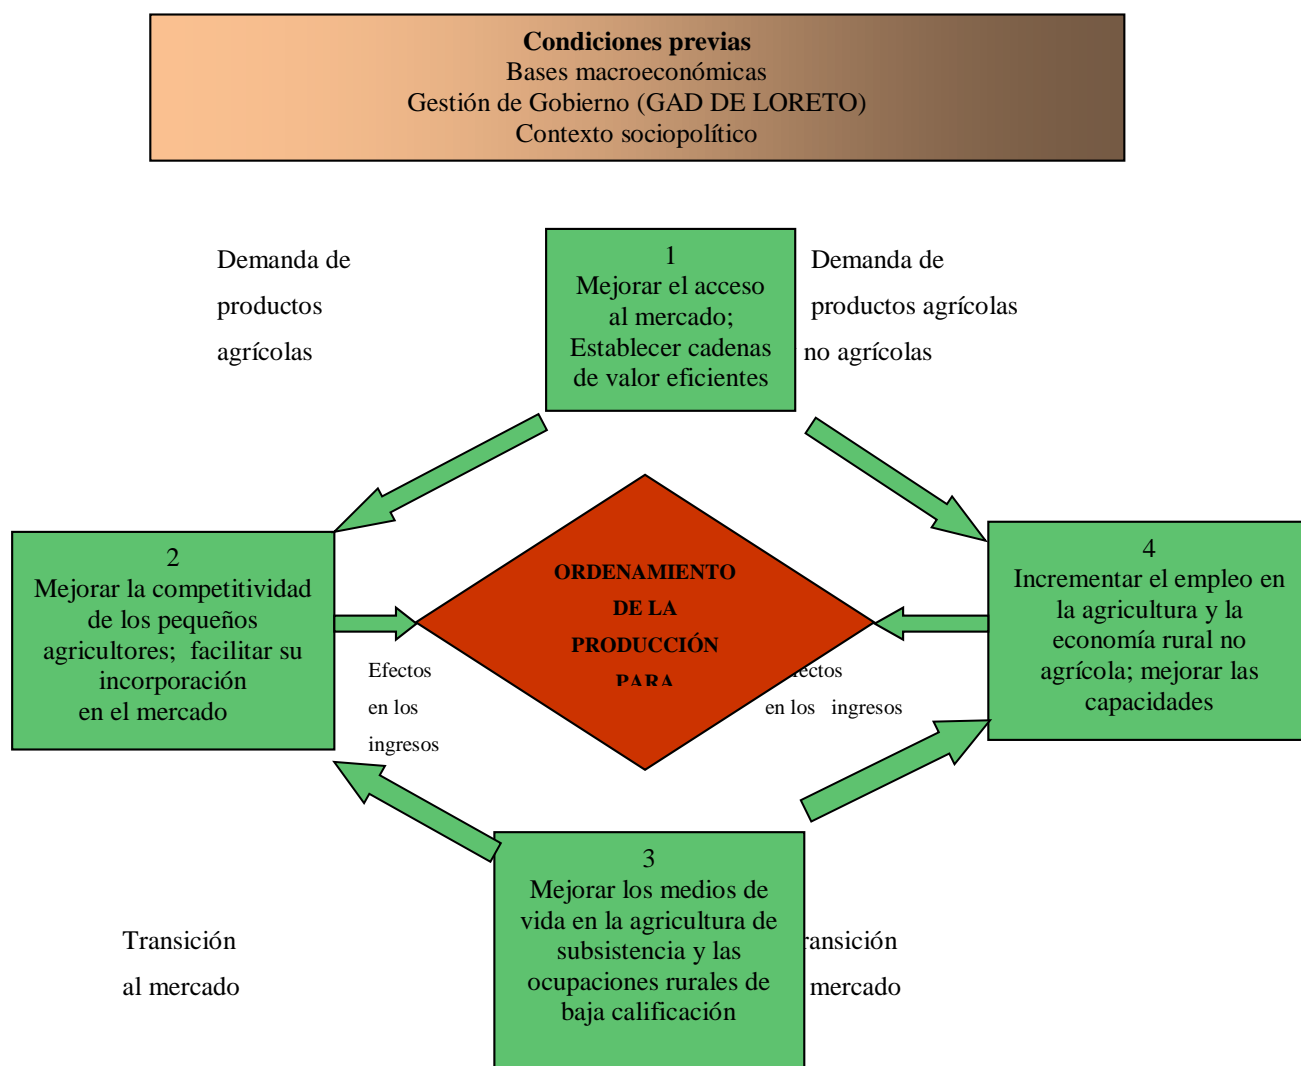 Condiciones previas
Bases macroeconómicas
Gestión de Gobierno (GAD DE LORETO)
Contexto sociopolítico
Demanda de
productos
agrícolas
1
Mejorar el acceso
al mercado;
Establecer cadenas
de valor eficientes
Demanda de
productos agrícolas
no agrícolas
2
Mejorar la competitividad
de los pequeños
agricultores; facilitar su
incorporación
en el mercado
ORDENAMIENTO
DE LA
PRODUCCIÓN
PARA
4
Incrementar el empleo en
la agricultura y la
economía rural no
agrícola; mejorar las
capacidades
Efectos
en los
ingresos
en los ingresos
3
Mejorar los medios de
vida en la agricultura de
subsistencia y las
ocupaciones rurales de
baja calificación
Transición
al mercado
mercado